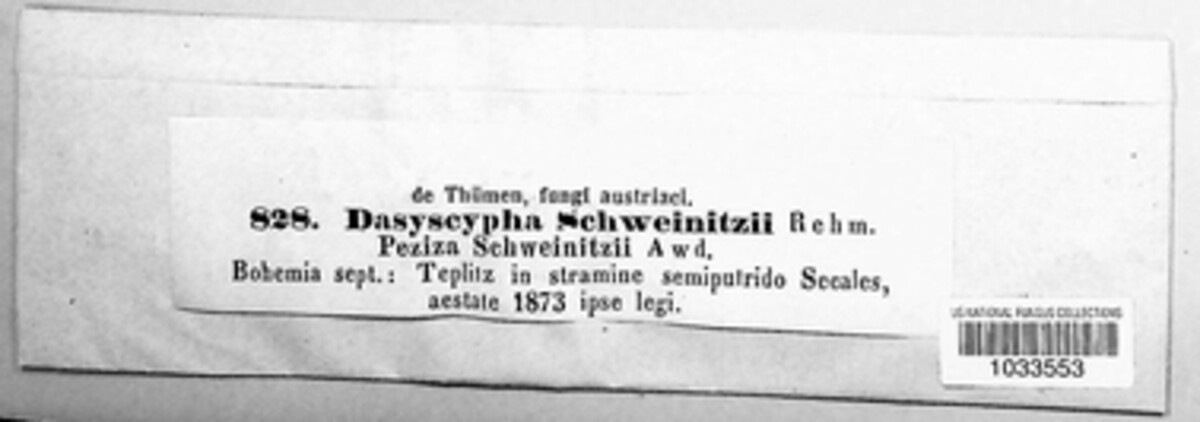 de Thümen, fungi austriaci.
828. Dasyscypha Schweinitzii Rehm.
Peziza Schweinitzii Awd.
Bohemia sept.: Teplitz in stramine semiputrido Secales,
aestate 1873 ipse legi.
US NATIONAL FUNGUS COLLECTIONS
1033553